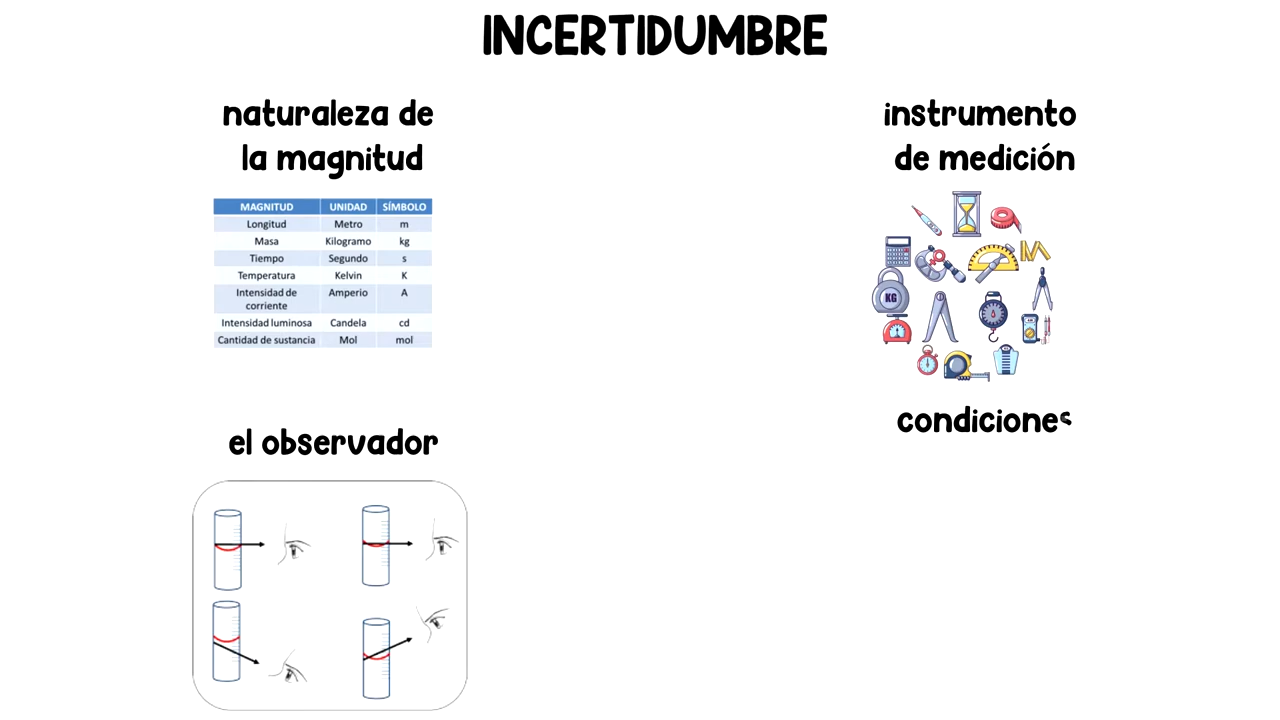 INCERTIDUMBRE
naturaleza de
la magnitud
MAGNITUD UNIDAD SÍMBOLO
Longitud Metro m
Masa Kilogramo kg
Tiempo Segundo s
Temperatura Kelvin K
Intensidad de
corriente Amperio A
Intensidad luminosa Candela cd
Cantidad de sustancia Mol mol
instrumento
de medición
KG
condiciones
el observador